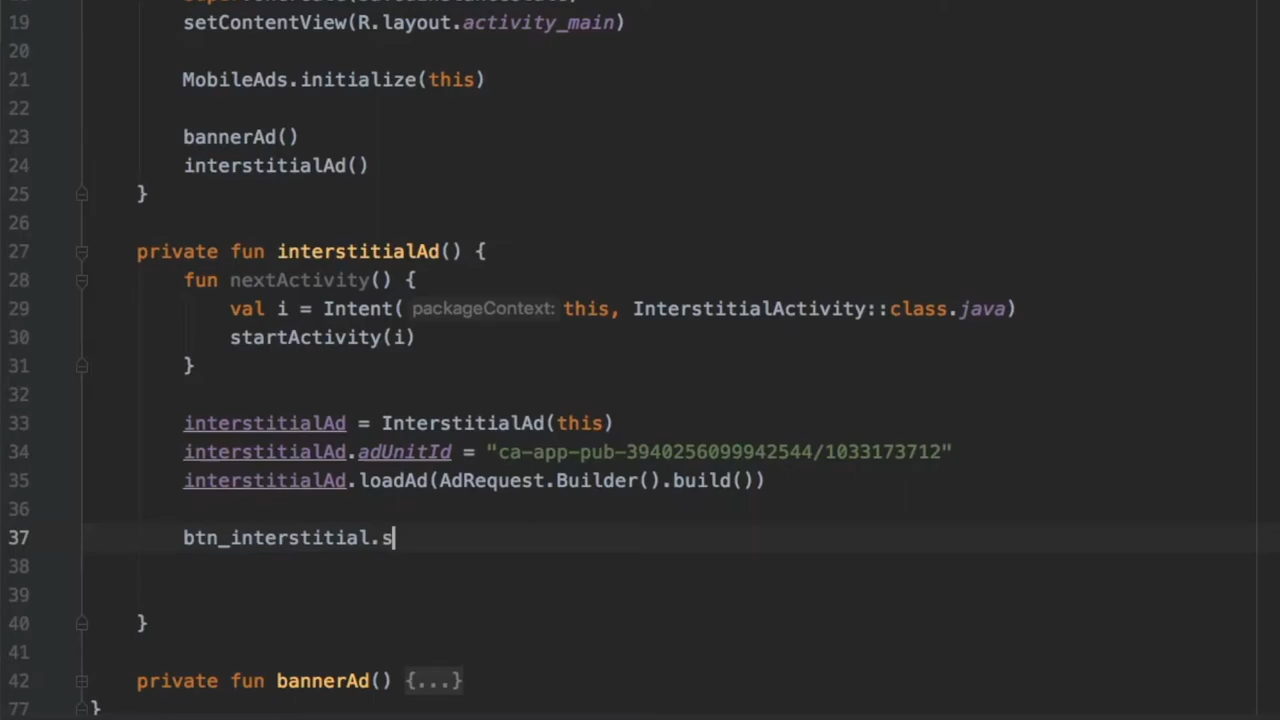 19 setContentView(R.layout.activity_main)
20
21 MobileAds.initialize(this)
22
23 bannerAd()
24 interstitialAd()
25 }
26
27 private fun interstitialAd() {
28 fun nextActivity() {
29 val i = Intent( packageContext: this, InterstitialActivity::class.java)
30 startActivity(i)
31 }
32
33 interstitialAd = InterstitialAd(this)
34 interstitialAd.adUnitId = "ca-app-pub-3940256099942544/1033173712"
35 interstitialAd.loadAd(AdRequest.Builder().build())
36
37 btn_interstitial.s
38
39
40 }
41
42 private fun bannerAd() {...}
77 }